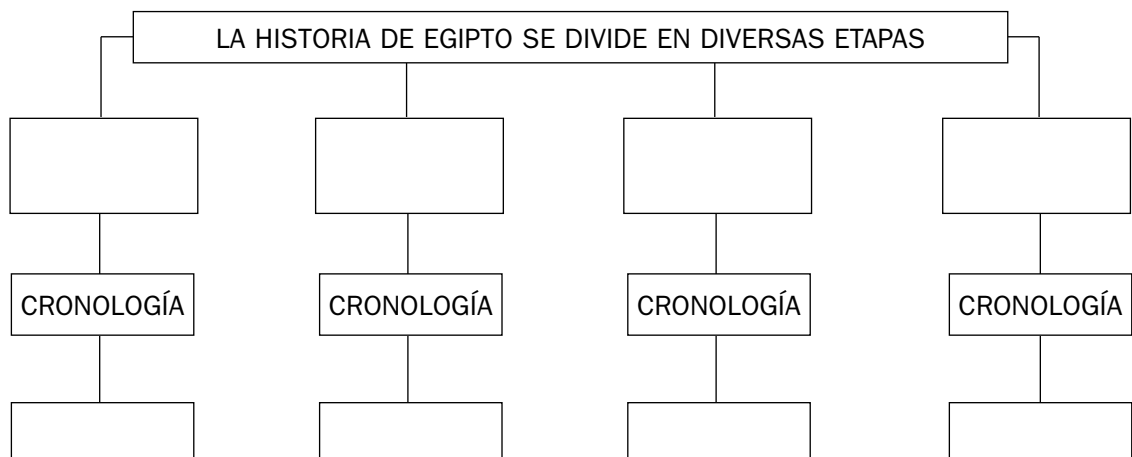 LA HISTORIA DE EGIPTO SE DIVIDE EN DIVERSAS ETAPAS
CRONOLOGÍA CRONOLOGÍA CRONOLOGÍA CRONOLOGÍA